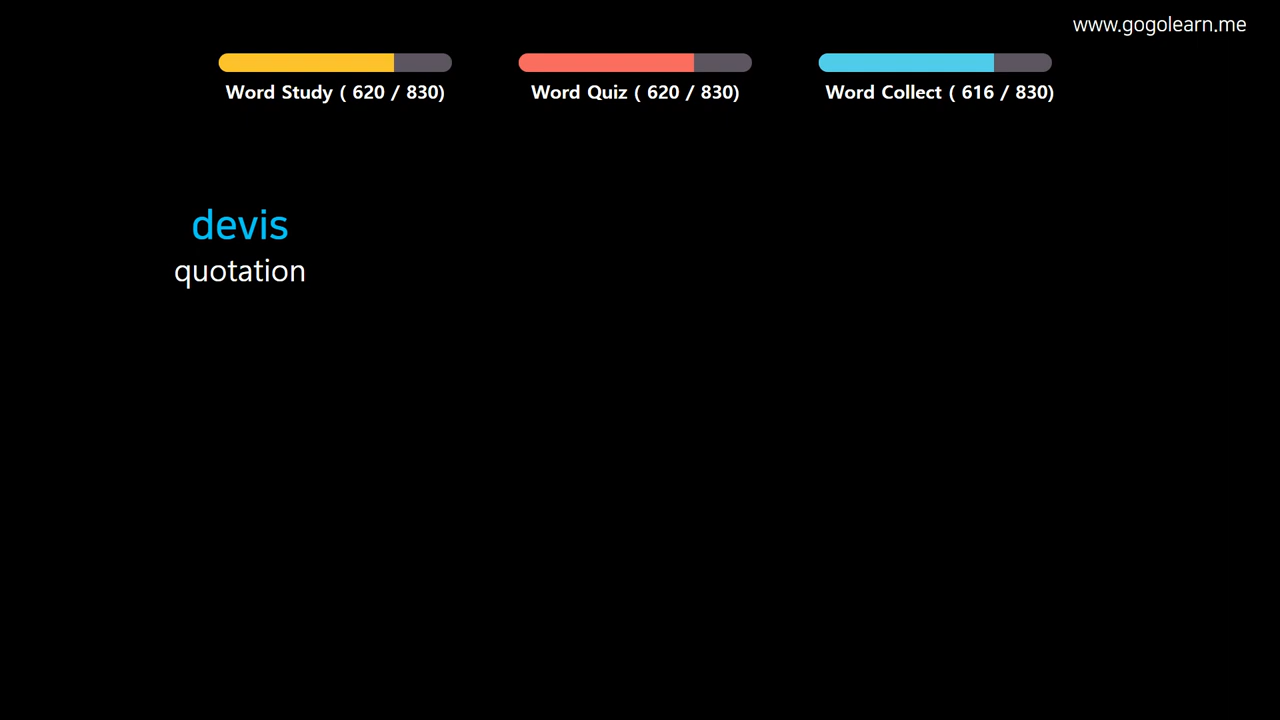 www.gogolearn.me
Word Study ( 620 / 830)
Word Quiz ( 620 / 830)
Word Collect ( 616 / 830)
devis
quotation